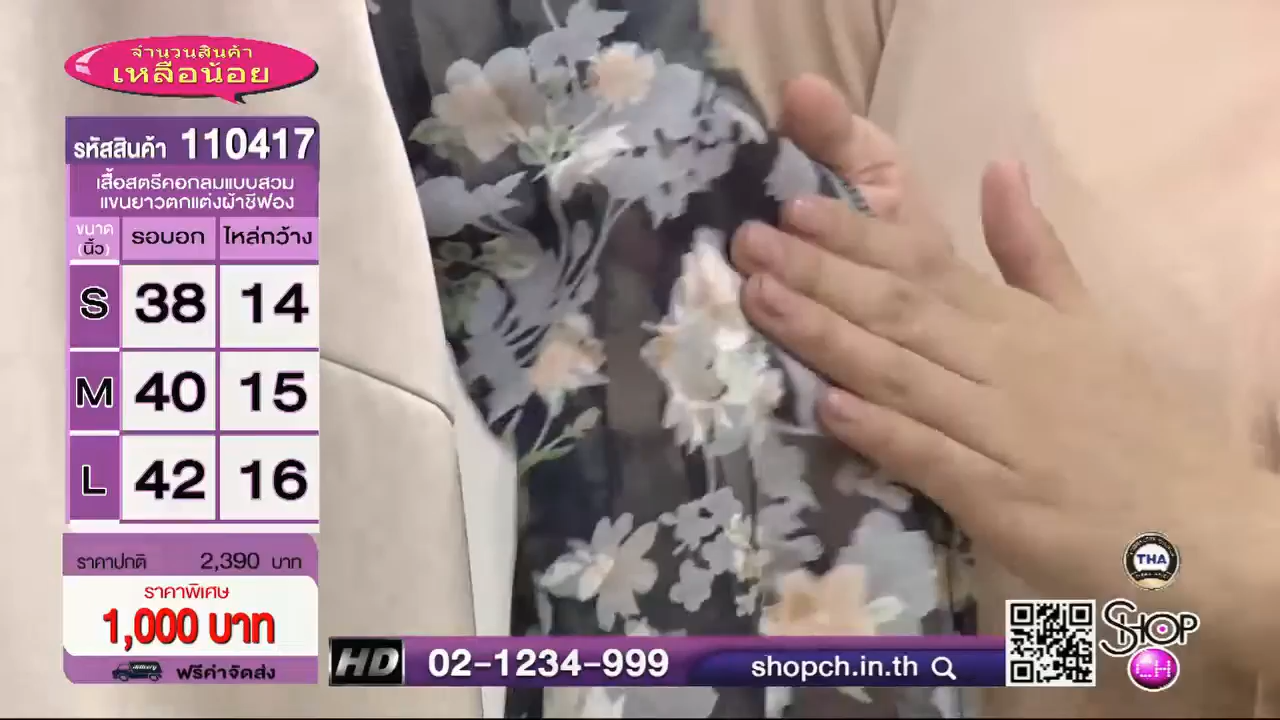 จำนวนสินค้า
เหลือน้อย
รหัสสินค้า 110417
เสื้อสตรีคอกลมแบบสวม
แขนยาวตกแต่งผ้าชีฟอง
ขนาด (นิ้ว) รอบอก ไหล่กว้าง
S 38 14
M 40 15
L 42 16
ราคาปกติ 2,390 บาท
ราคาพิเศษ
1,000 บาท
delivery ฟรีค่าจัดส่ง
HD 02-1234-999 shopch.in.th
THA
SHOP
CH